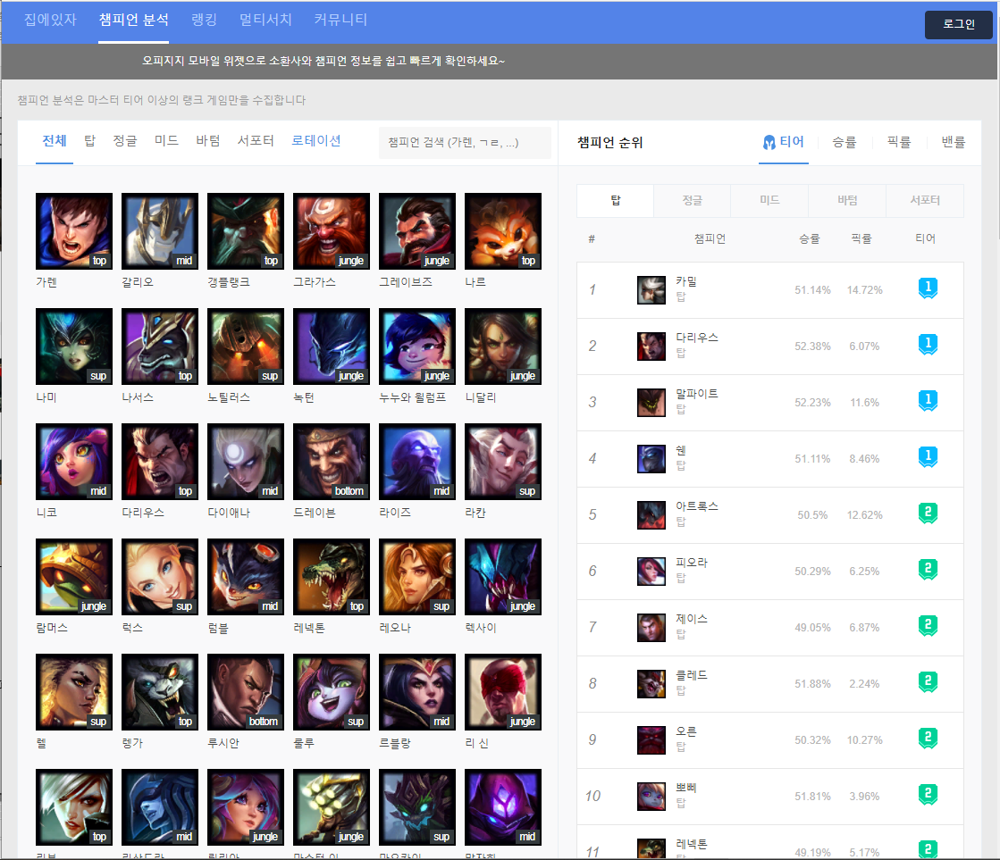 집에있자 챔피언 분석 랭킹 멀티서치 커뮤니티 로그인
오피지지 모바일 위젯으로 소환사와 챔피언 정보를 쉽고 빠르게 확인하세요~
챔피언 분석은 마스터 티어 이상의 랭크 게임만을 수집합니다
전체 탑 정글 미드 바텀 서포터 로테이션 챔피언 검색 (가렌, ㄱㄹ, ...)
top mid top jungle jungle top
가렌 갈리오 갱플랭크 그라가스 그레이브즈 나르
sup top sup jungle jungle jungle
나미 나서스 노틸러스 녹턴 누누와 윌럼프 니달리
mid top mid bottom mid sup
니코 다리우스 다이애나 드레이븐 라이즈 라칸
jungle sup mid top sup jungle
람머스 럭스 럼블 레넥톤 레오나 렉사이
sup top bottom sup mid jungle
렐 렝가 루시안 룰루 르블랑 리 신
top mid jungle jungle sup mid
챔피언 순위 티어 승률 픽률 밴률
탑 정글 미드 바텀 서포터
# 챔피언 승률 픽률 티어
1 카밀 탑 51.14% 14.72% 1
2 다리우스 탑 52.38% 6.07% 1
3 말파이트 탑 52.23% 11.6% 1
4 쉔 탑 51.11% 8.46% 1
5 아트록스 탑 50.5% 12.62% 2
6 피오라 탑 50.29% 6.25% 2
7 제이스 탑 49.05% 6.87% 2
8 클레드 탑 51.88% 2.24% 2
9 오른 탑 50.32% 10.27% 2
10 뽀삐 탑 51.81% 3.96% 2
11 레넥톤 49.19% 5.17% 2